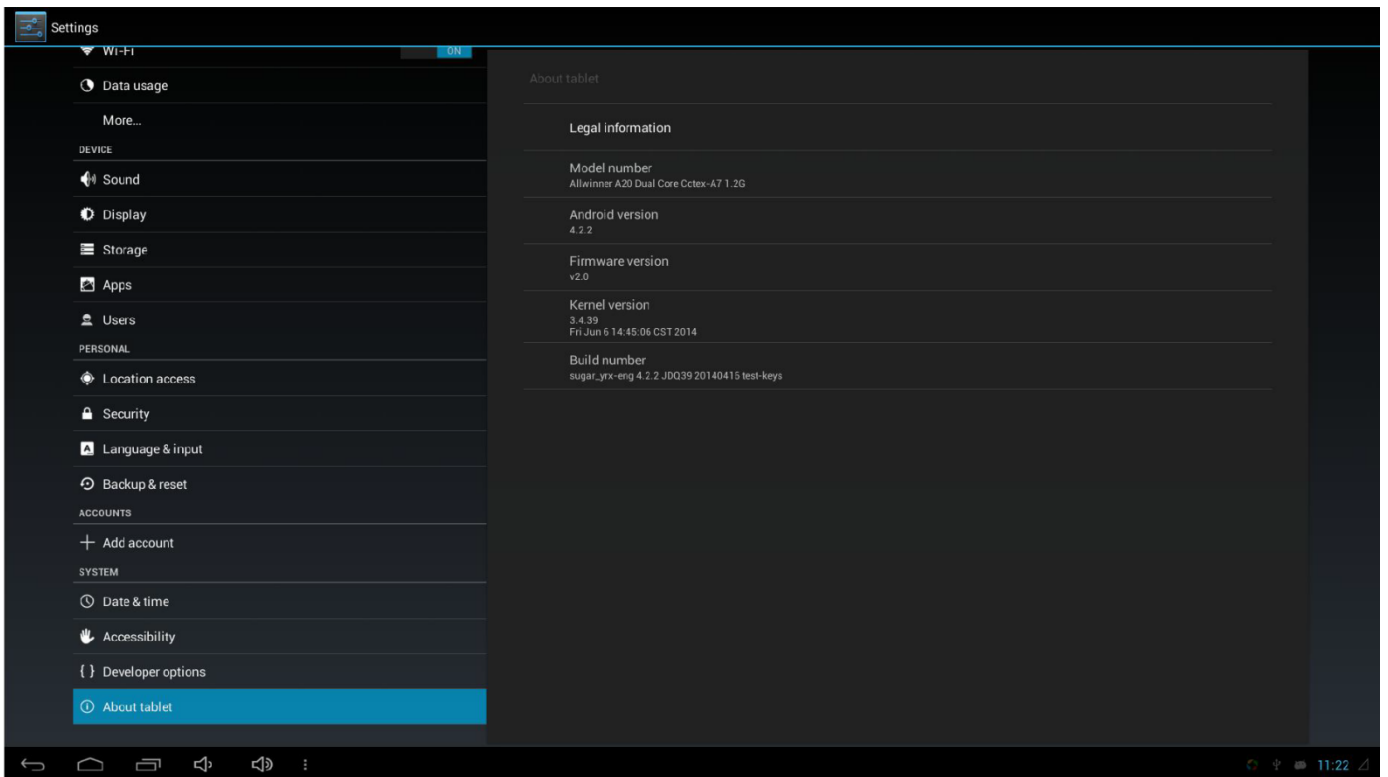 Settings
Wi-Fi
ON
Data usage
More...
DEVICE
Sound
Display
Storage
Apps
Users
PERSONAL
Location access
Security
Language & input
Backup & reset
ACCOUNTS
Add account
SYSTEM
Date & time
Accessibility
{ } Developer options
About tablet
About tablet
Legal information
Model number
Allwinner A20 Dual Core Cctex-A7 1.2G
Android version
4.2.2
Firmware version
v2.0
Kernel version
3.4.39
Fri Jun 6 14:45:06 CST 2014
Build number
sugar_yrx-eng 4.2.2 JDQ39 20140415 test-keys
11:22